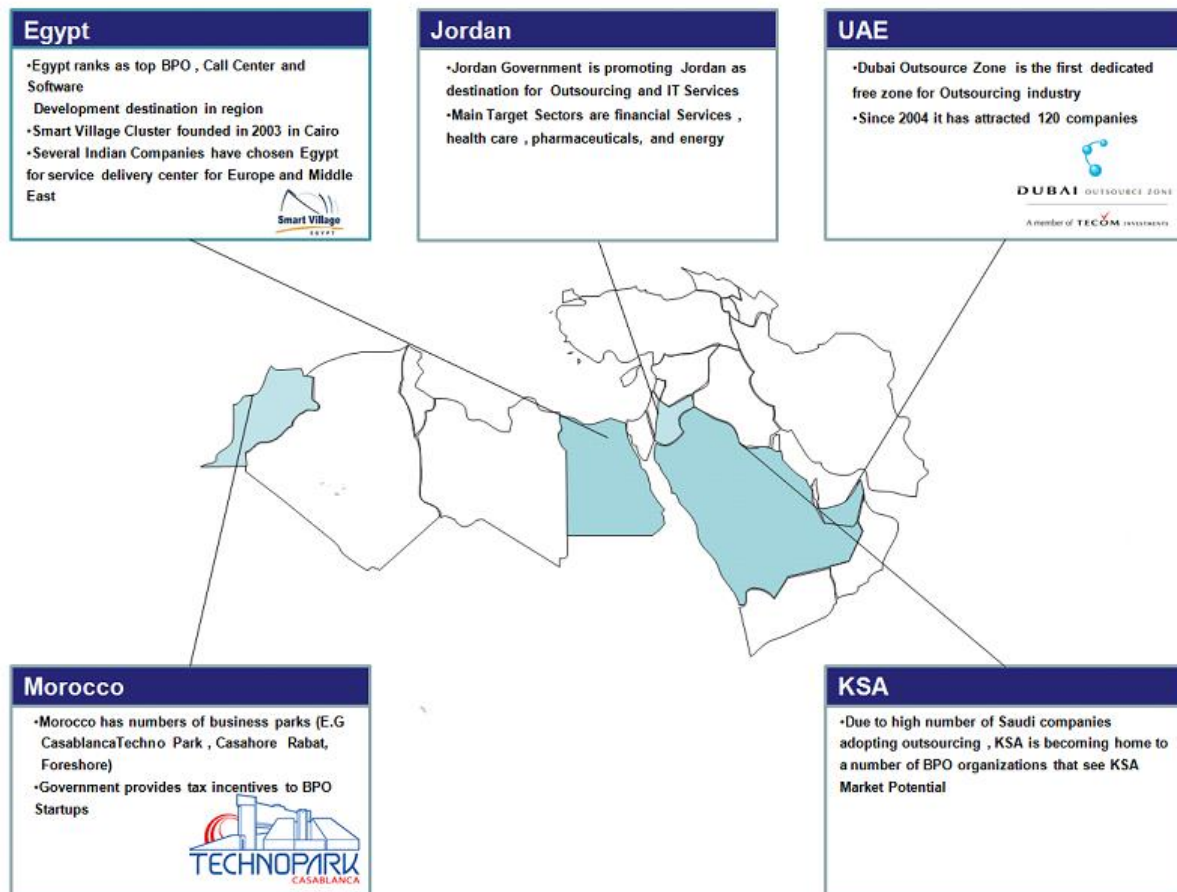 Egypt
•Egypt ranks as top BPO , Call Center and
Software
Development destination in region
•Smart Village Cluster founded in 2003 in Cairo
•Several Indian Companies have chosen Egypt
for service delivery center for Europe and Middle
East
Smart Village
EGYPT
Jordan
•Jordan Government is promoting Jordan as
destination for Outsourcing and IT Services
•Main Target Sectors are financial Services ,
health care , pharmaceuticals, and energy
UAE
•Dubai Outsource Zone is the first dedicated
free zone for Outsourcing industry
•Since 2004 it has attracted 120 companies
DUBAI OUTSOURCE ZONE
A member of TECOM INVESTMENTS
Morocco
•Morocco has numbers of business parks (E.G
CasablancaTechno Park , Casahore Rabat,
Foreshore)
•Government provides tax incentives to BPO
Startups
TECHNOPARK
CASABLANCA
KSA
•Due to high number of Saudi companies
adopting outsourcing , KSA is becoming home to
a number of BPO organizations that see KSA
Market Potential